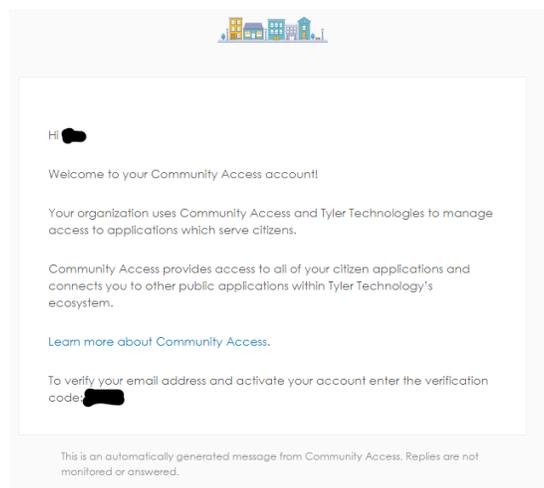 Hi
Welcome to your Community Access account!
Your organization uses Community Access and Tyler Technologies to manage
access to applications which serve citizens.
Community Access provides access to all of your citizen applications and
connects you to other public applications within Tyler Technology's
ecosystem.
Learn more about Community Access.
To verify your email address and activate your account enter the verification
code:
This is an automatically generated message from Community Access. Replies are not
monitored or answered.